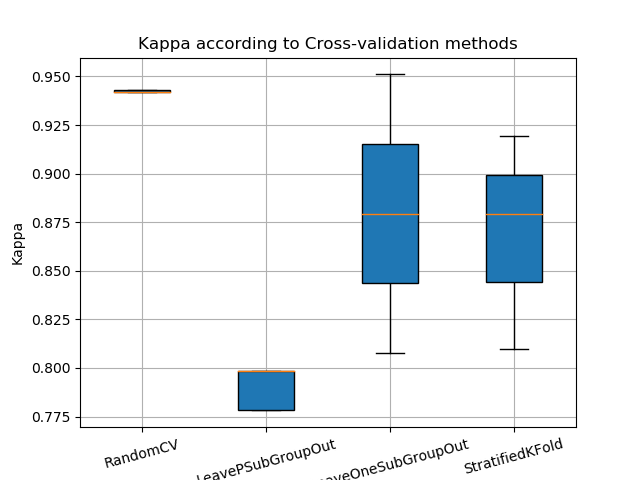 Kappa according to Cross-validation methods
0.950
0.925
0.900
0.875
0.850
0.825
0.800
0.775
Kappa
RandomCV
LeavePSubGroupOut
aveOneSubGroupOut
StratifiedKFold